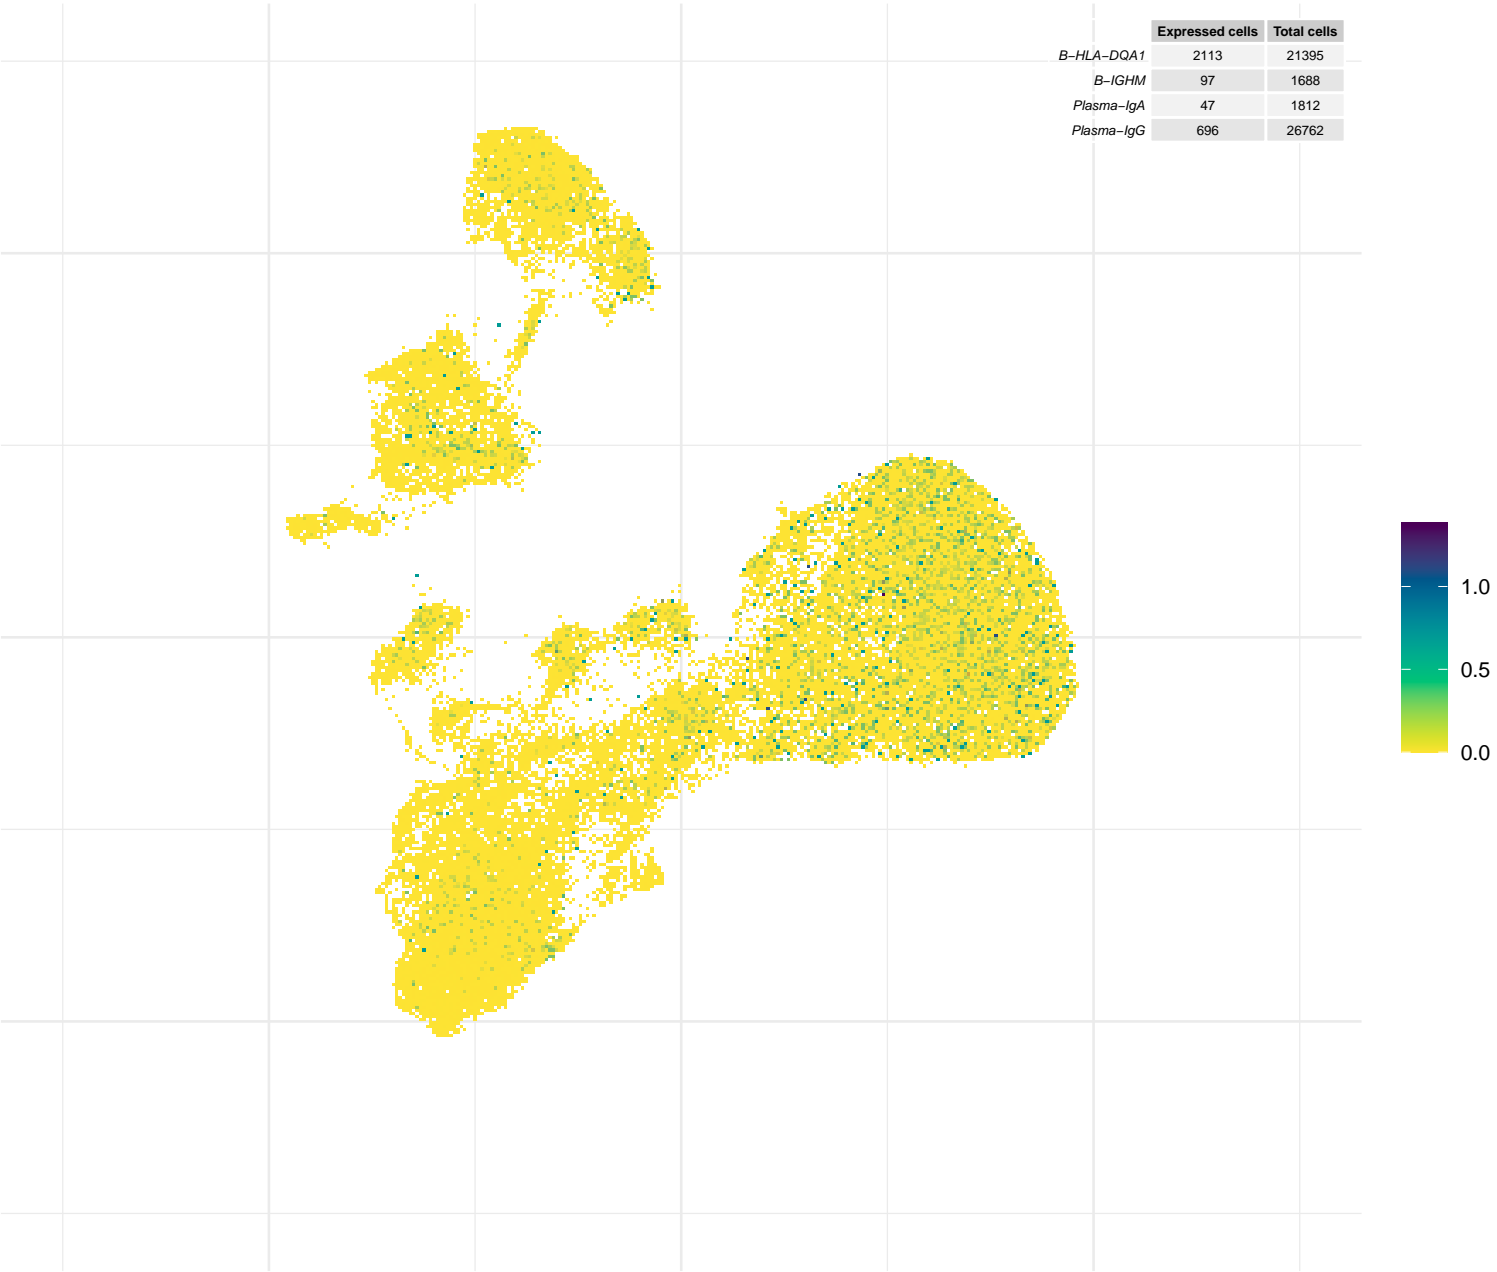 Expressed cells Total cells
B−HLA−DQA1 2113 21395
B−IGHM 97 1688
Plasma−IgA 47 1812
Plasma−IgG 696 26762
1.0
0.5
0.0